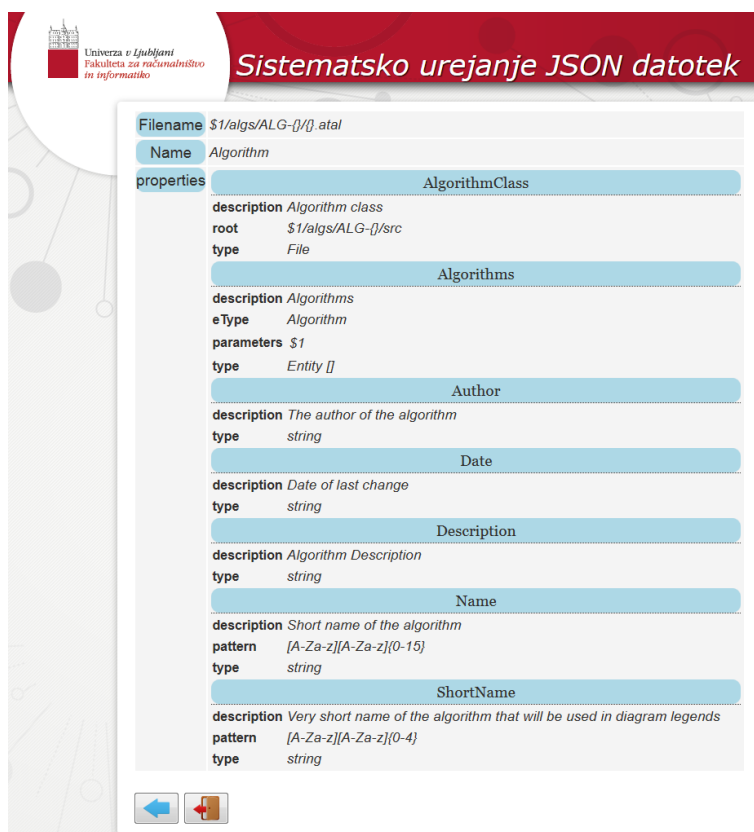 Univerza v Ljubljani
Fakulteta za računalništvo
in informatiko
Sistematsko urejanje JSON datotek
Filename $1/algs/ALG-{}/{}.atal
Name Algorithm
properties
AlgorithmClass
description Algorithm class
root $1/algs/ALG-{}/src
type File
Algorithms
description Algorithms
eType Algorithm
parameters $1
type Entity []
Author
description The author of the algorithm
type string
Date
description Date of last change
type string
Description
description Algorithm Description
type string
Name
description Short name of the algorithm
pattern [A-Za-z][A-Za-z]{0-15}
type string
ShortName
description Very short name of the algorithm that will be used in diagram legends
pattern [A-Za-z][A-Za-z]{0-4}
type string